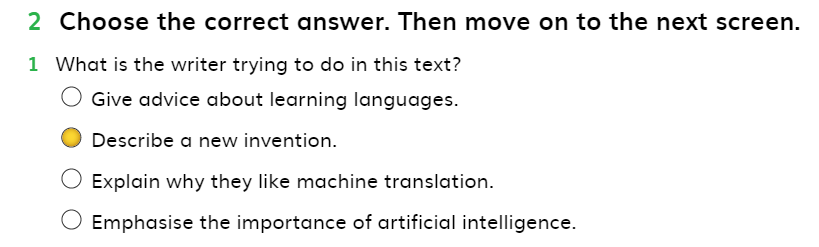 2 Choose the correct answer. Then move on to the next screen.
1 What is the writer trying to do in this text?
Give advice about learning languages.
Describe a new invention.
Explain why they like machine translation.
Emphasise the importance of artificial intelligence.